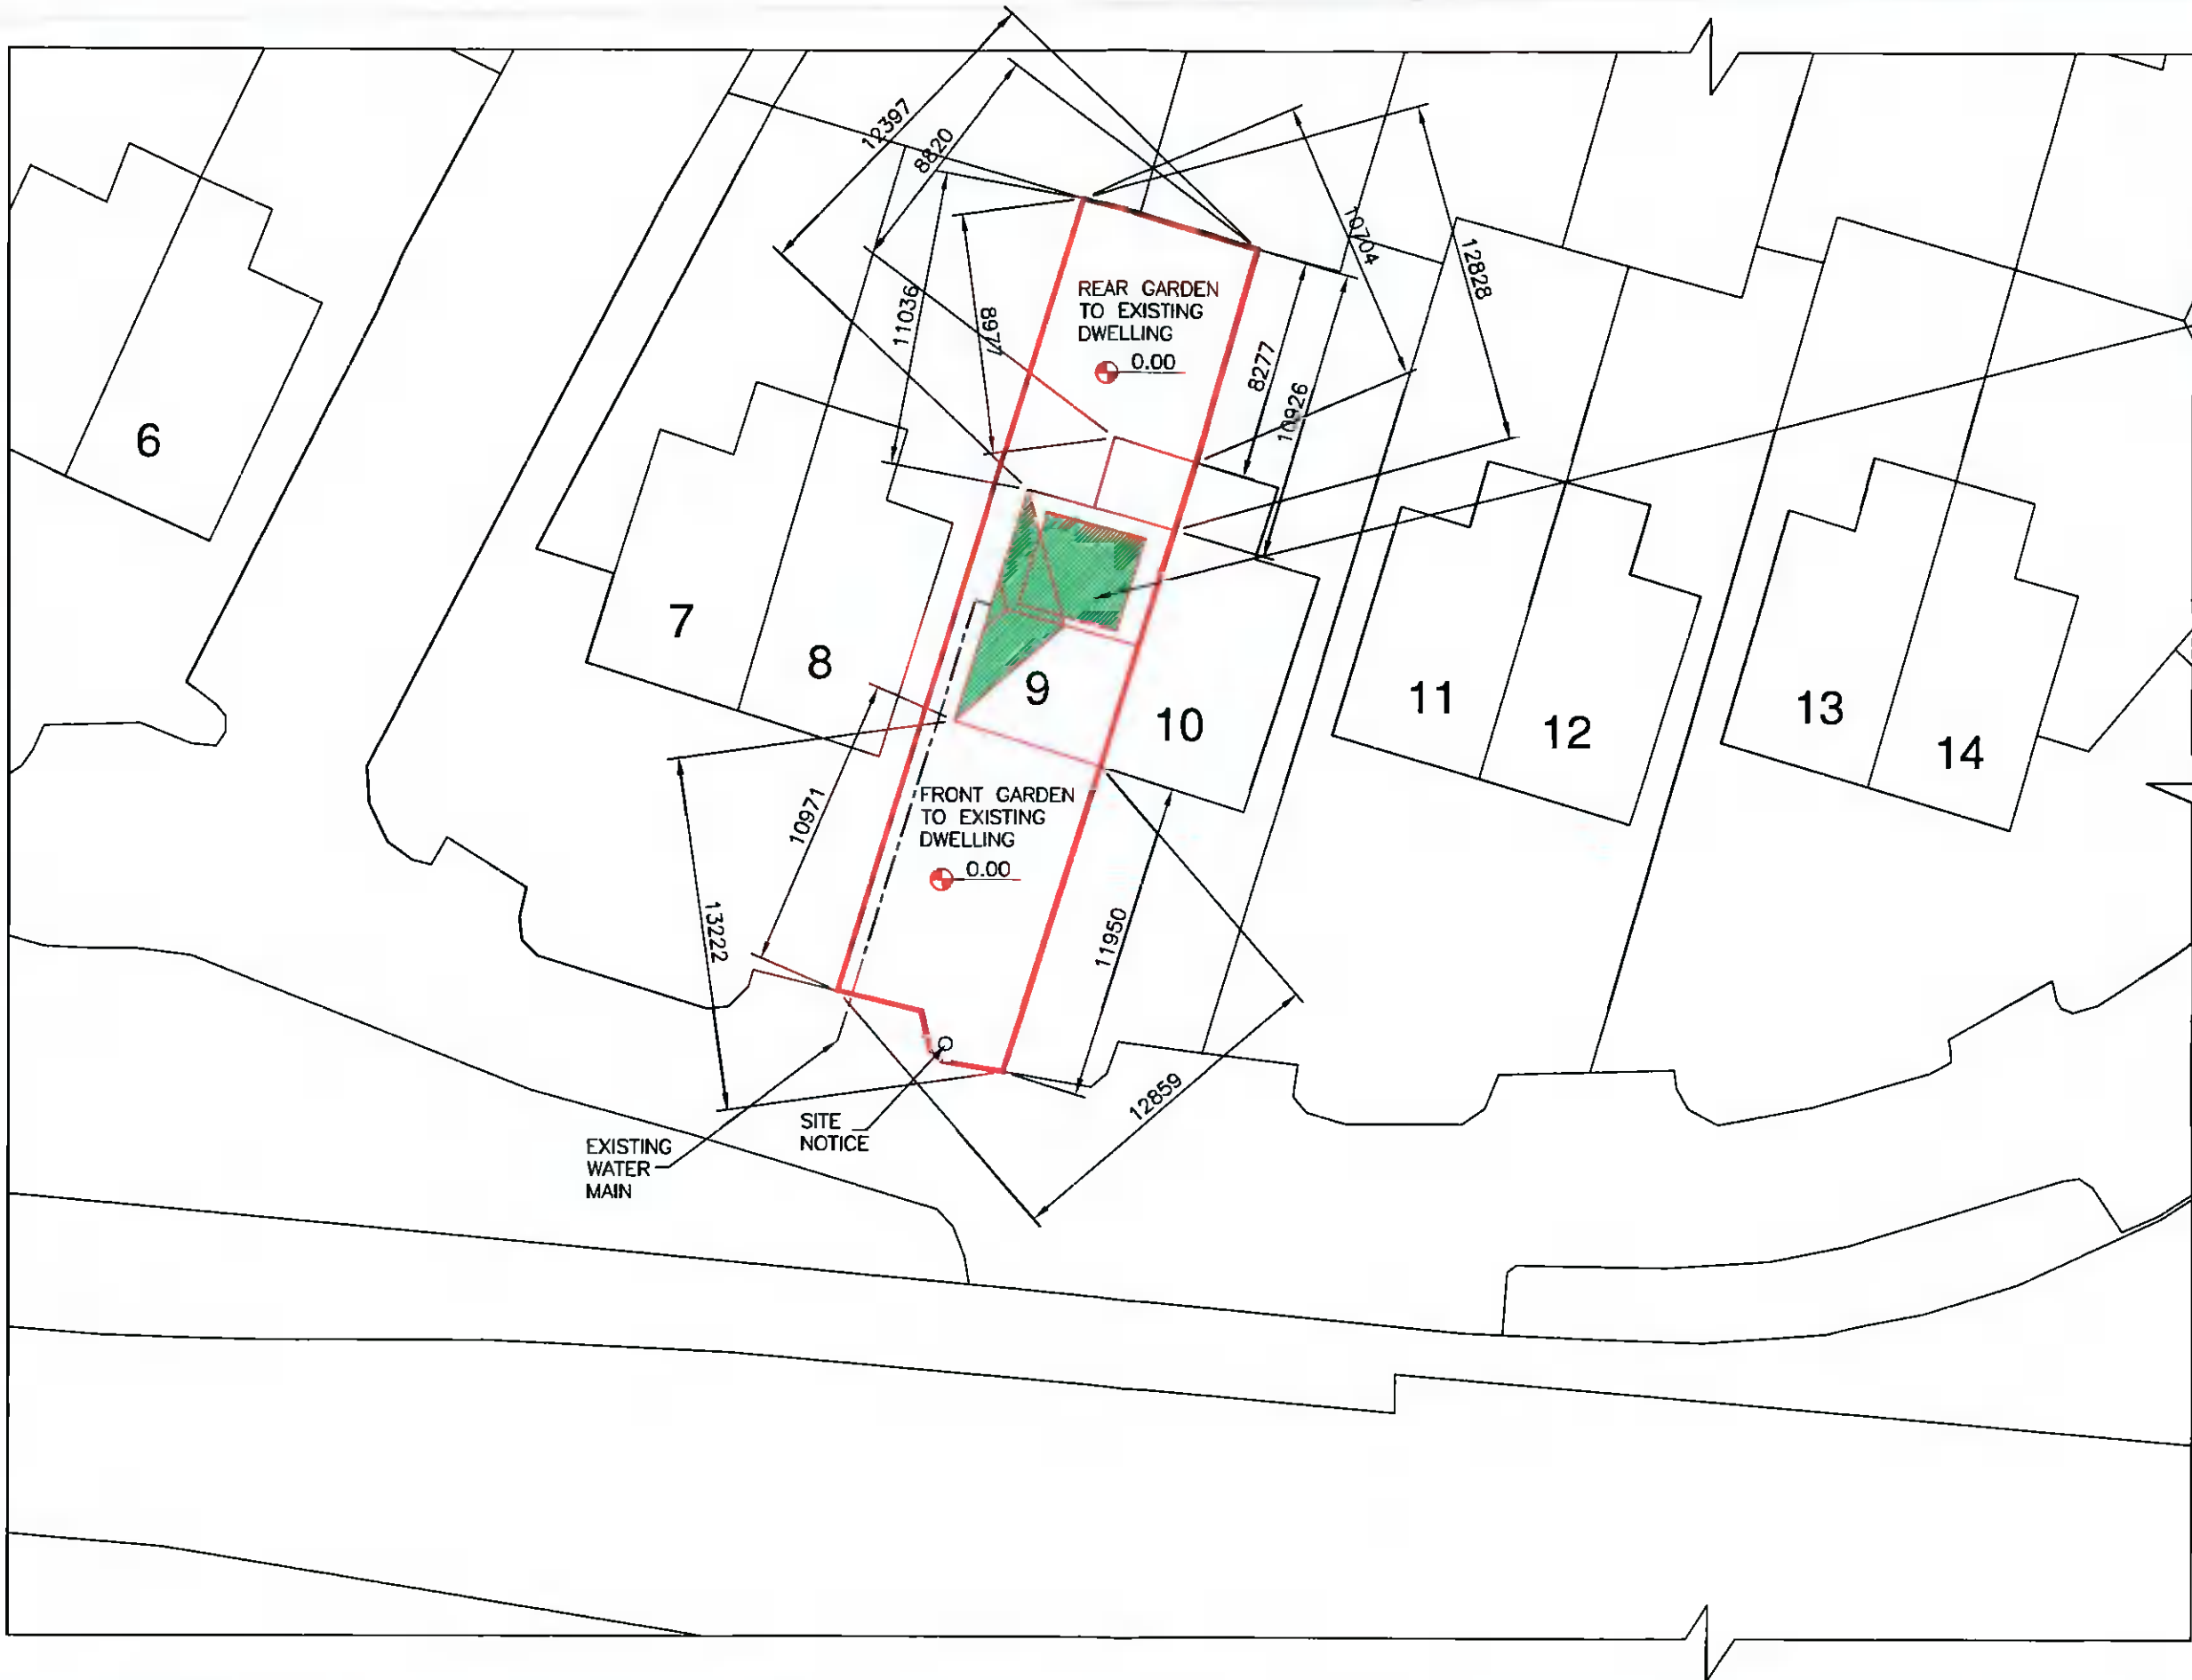 12397
8820
10704
12828
11036
8977
REAR GARDEN
TO EXISTING
DWELLING
0.00
8277
10926
6
7
8
9
10
11
12
13
14
10971
FRONT GARDEN
TO EXISTING
DWELLING
0.00
13222
11950
12859
SITE
NOTICE
EXISTING
WATER
MAIN